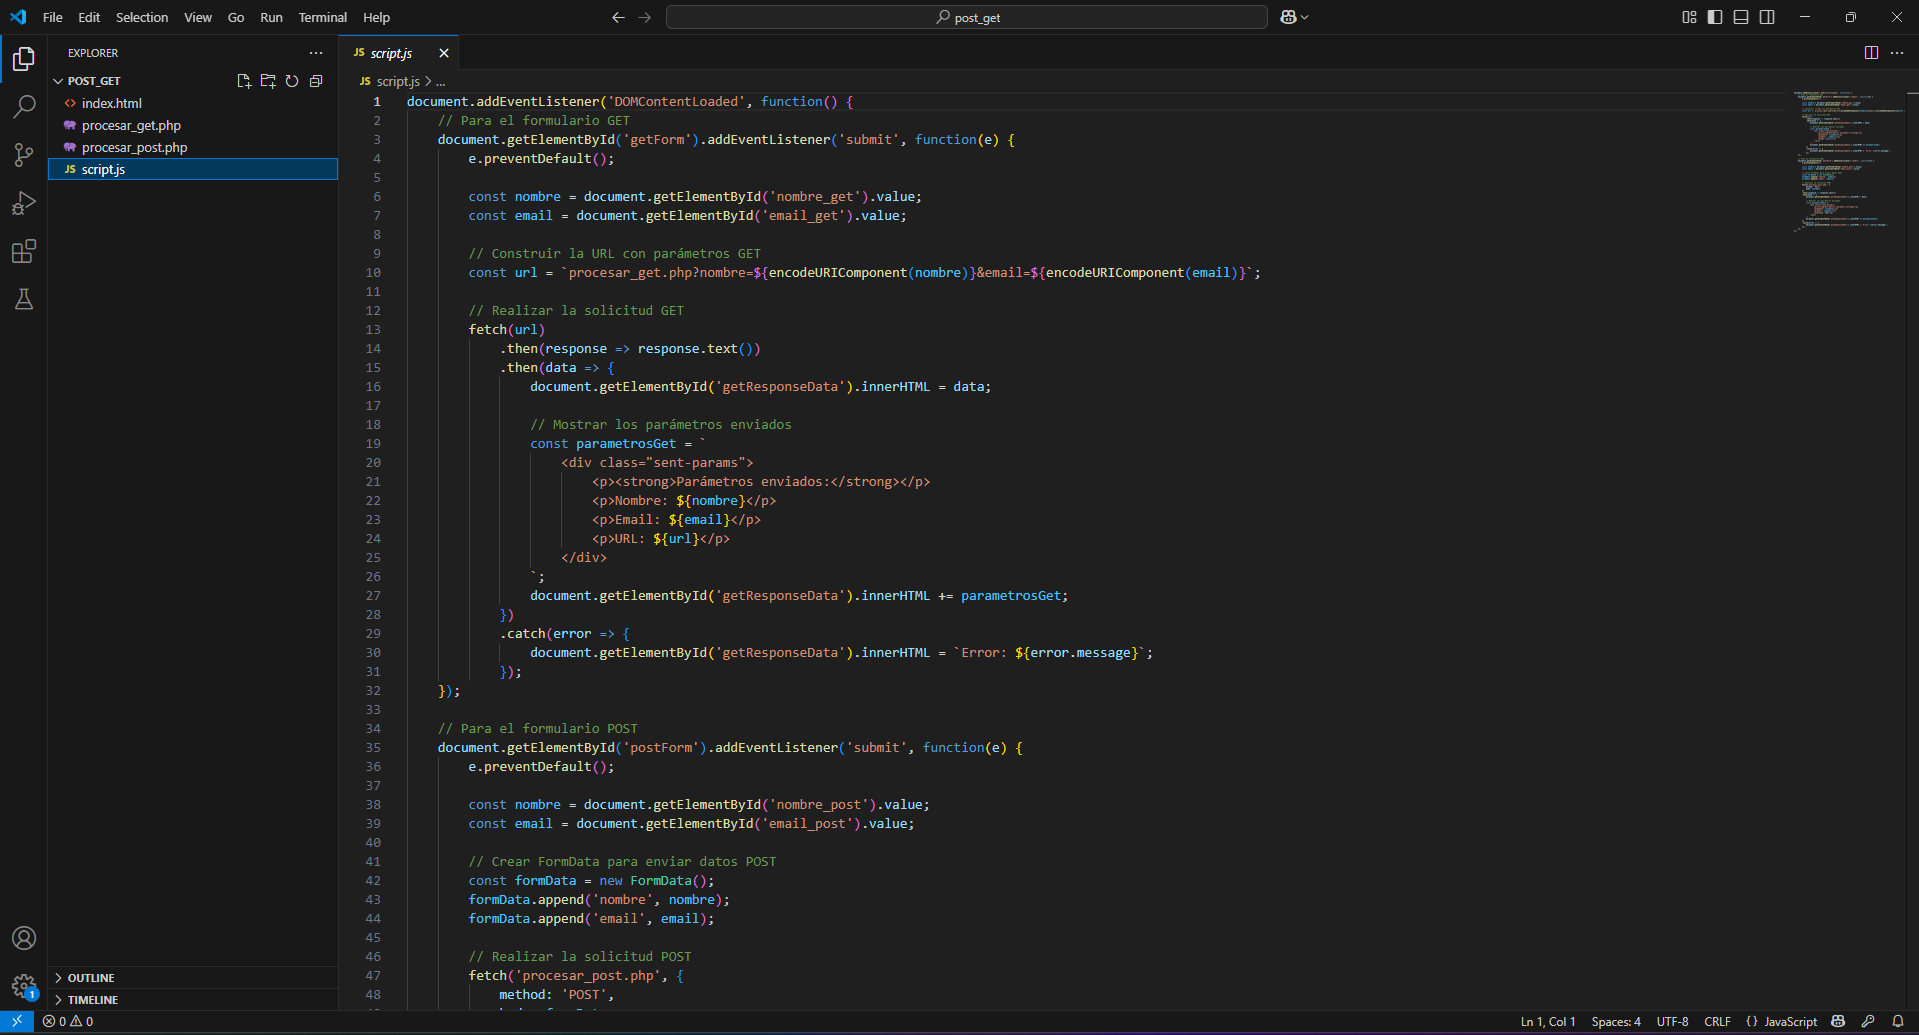 File Edit Selection View Go Run Terminal Help
post_get
EXPLORER
POST_GET
index.html
procesar_get.php
procesar_post.php
JS script.js
OUTLINE
TIMELINE
JS script.js
JS script.js > ...
1 document.addEventListener('DOMContentLoaded', function() {
2 // Para el formulario GET
3 document.getElementById('getForm').addEventListener('submit', function(e) {
4 e.preventDefault();
5
6 const nombre = document.getElementById('nombre_get').value;
7 const email = document.getElementById('email_get').value;
8
9 // Construir la URL con parámetros GET
10 const url = `procesar_get.php?nombre=${encodeURIComponent(nombre)}&email=${encodeURIComponent(email)}`;
11
12 // Realizar la solicitud GET
13 fetch(url)
14 .then(response => response.text())
15 .then(data => {
16 document.getElementById('getResponseData').innerHTML = data;
17
18 // Mostrar los parámetros enviados
19 const parametrosGet = `
20 <div class="sent-params">
21 <p><strong>Parámetros enviados:</strong></p>
22 <p>Nombre: ${nombre}</p>
23 <p>Email: ${email}</p>
24 <p>URL: ${url}</p>
25 </div>
26 `;
27 document.getElementById('getResponseData').innerHTML += parametrosGet;
28 })
29 .catch(error => {
30 document.getElementById('getResponseData').innerHTML = `Error: ${error.message}`;
31 });
32 });
33
34 // Para el formulario POST
35 document.getElementById('postForm').addEventListener('submit', function(e) {
36 e.preventDefault();
37
38 const nombre = document.getElementById('nombre_post').value;
39 const email = document.getElementById('email_post').value;
40
41 // Crear FormData para enviar datos POST
42 const formData = new FormData();
43 formData.append('nombre', nombre);
44 formData.append('email', email);
45
46 // Realizar la solicitud POST
47 fetch('procesar_post.php', {
48 method: 'POST',
1
0 0
Ln 1, Col 1 Spaces: 4 UTF-8 CRLF {} JavaScript